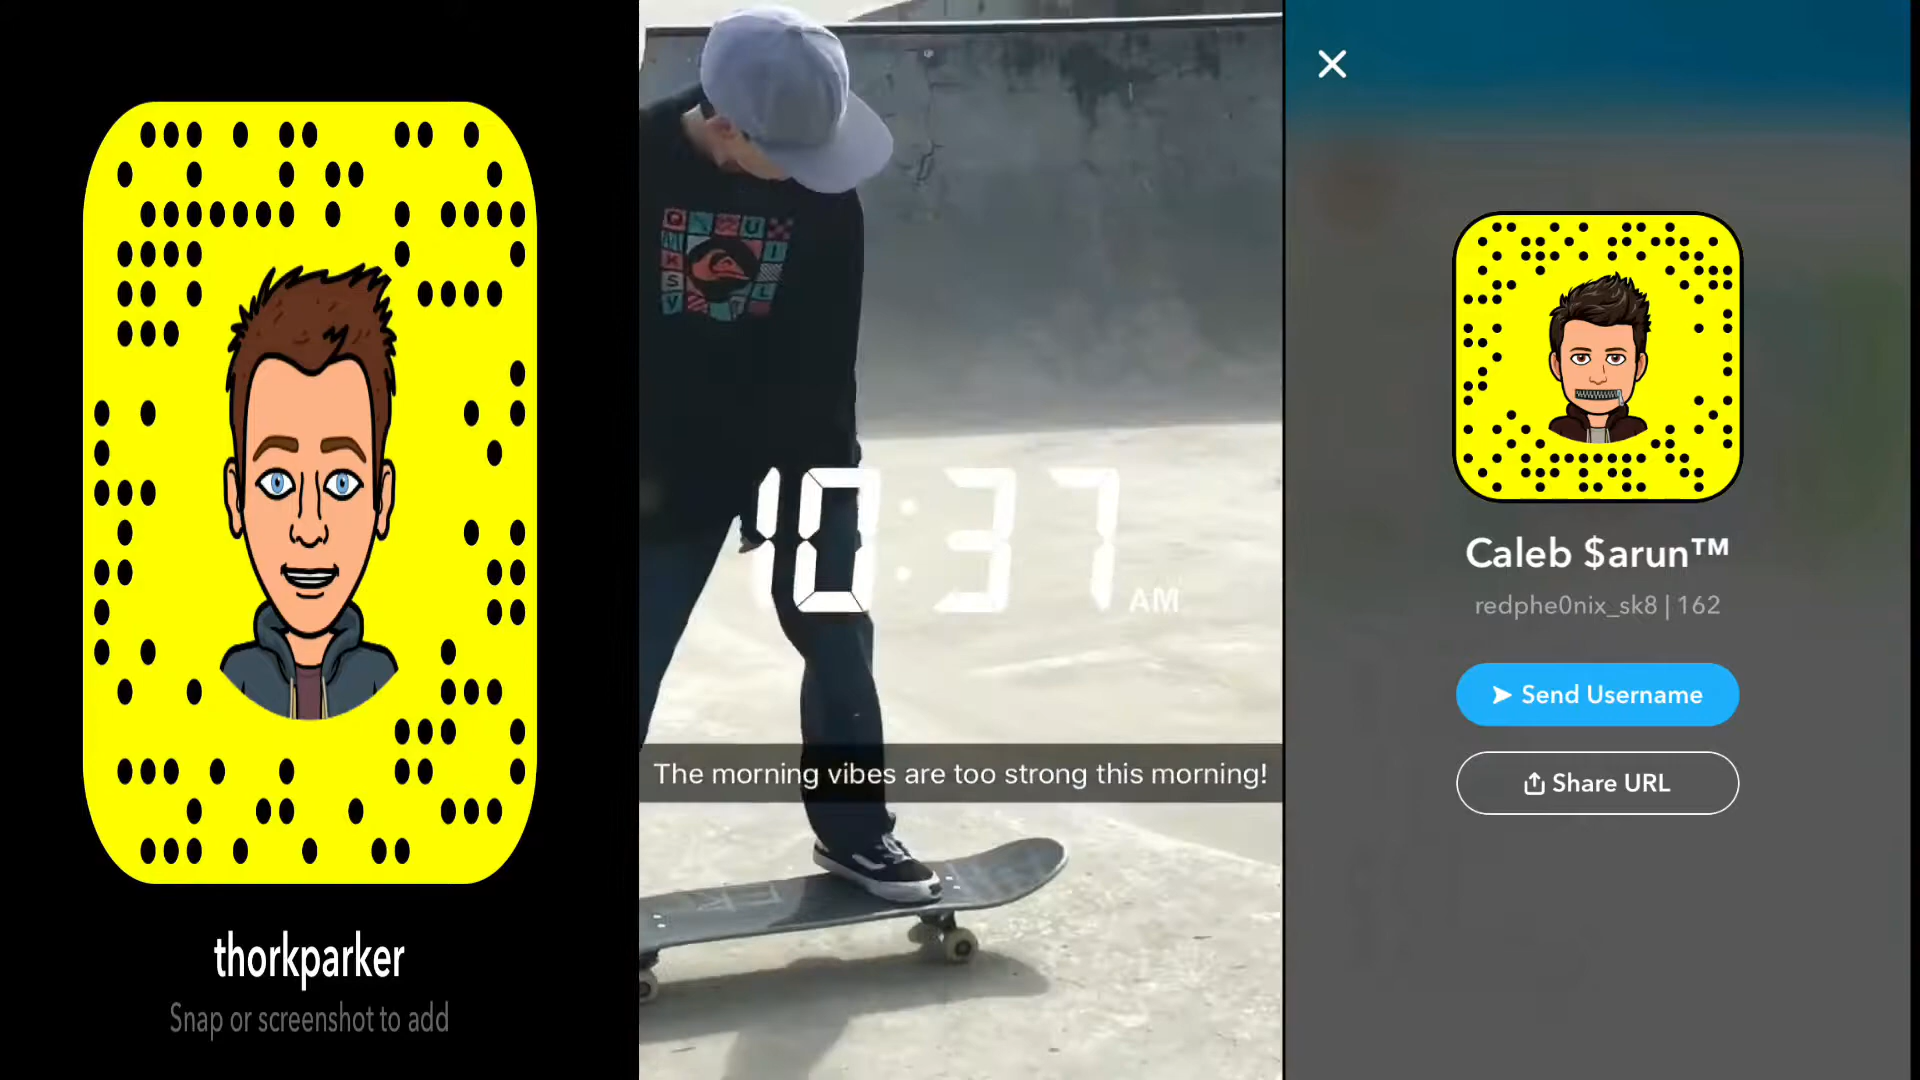 thorkparker
Snap or screenshot to add
QUIKSILV
10:37 AM
The morning vibes are too strong this morning!
Caleb $arun™
redphe0nix_sk8 | 162
Send Username
Share URL